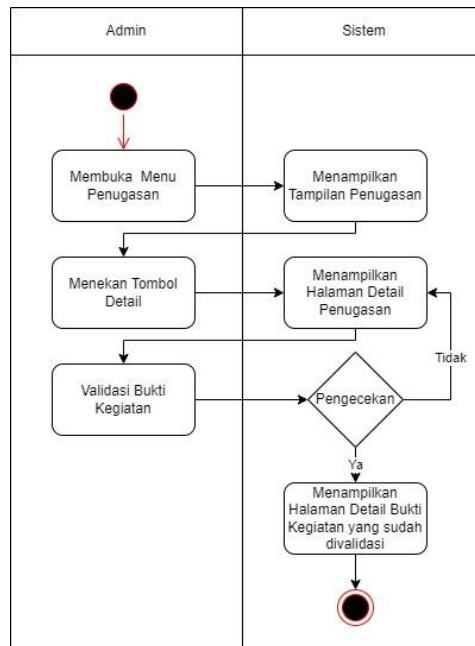 Admin
Sistem
Membuka Menu
Penugasan
Menampilkan
Tampilan Penugasan
Menekan Tombol
Detail
Menampilkan
Halaman Detail
Penugasan
Tidak
Validasi Bukti
Kegiatan
Pengecekan
Ya
Menampilkan
Halaman Detail Bukti
Kegiatan yang sudah
divalidasi